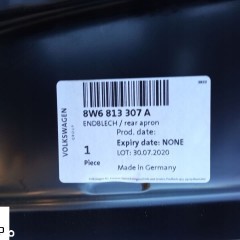 8W6 813 307 A
ENDBLECH / rear apron
Prod. date:
1
Piece
Expiry date: NONE
LOT: 30.07.2020
Made in Germany
VOLKSWAGEN